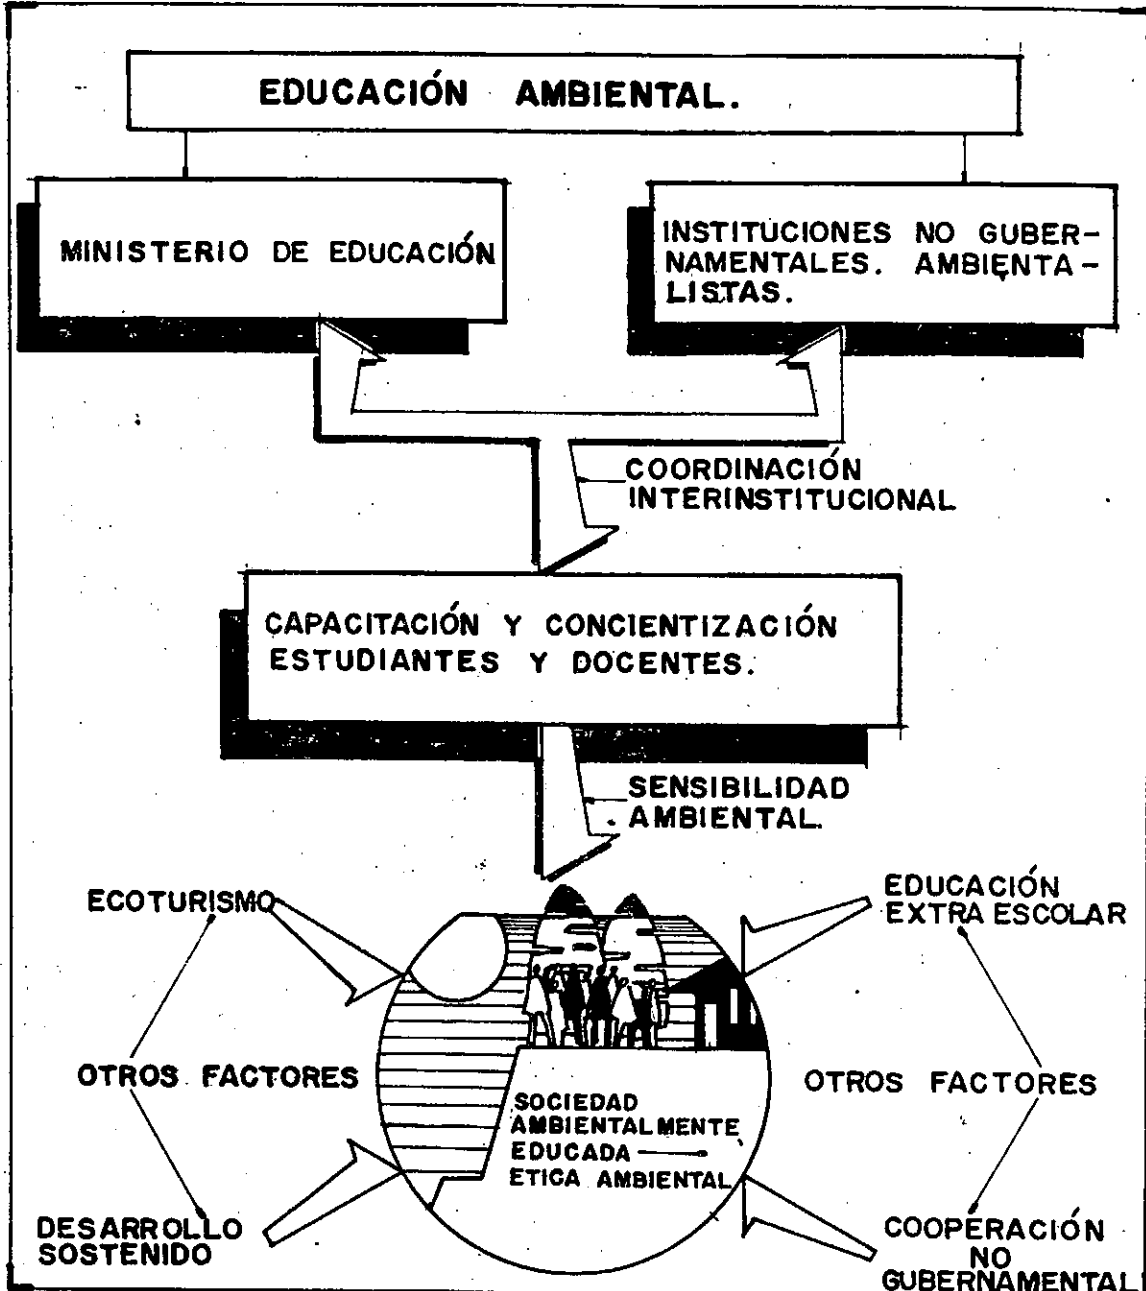 EDUCACIÓN AMBIENTAL.
MINISTERIO DE EDUCACIÓN
INSTITUCIONES NO GUBER-
NAMENTALES. AMBIENTA-
LISTAS.
COORDINACIÓN
INTERINSTITUCIONAL
CAPACITACIÓN Y CONCIENTIZACIÓN
ESTUDIANTES Y DOCENTES.
SENSIBILIDAD
AMBIENTAL.
ECOTURISMO
EDUCACIÓN
EXTRA ESCOLAR
OTROS FACTORES
OTROS FACTORES
SOCIEDAD
AMBIENTALMENTE
EDUCADA
ETICA AMBIENTAL
DESARROLLO
SOSTENIDO
COOPERACIÓN
NO
GUBERNAMENTAL